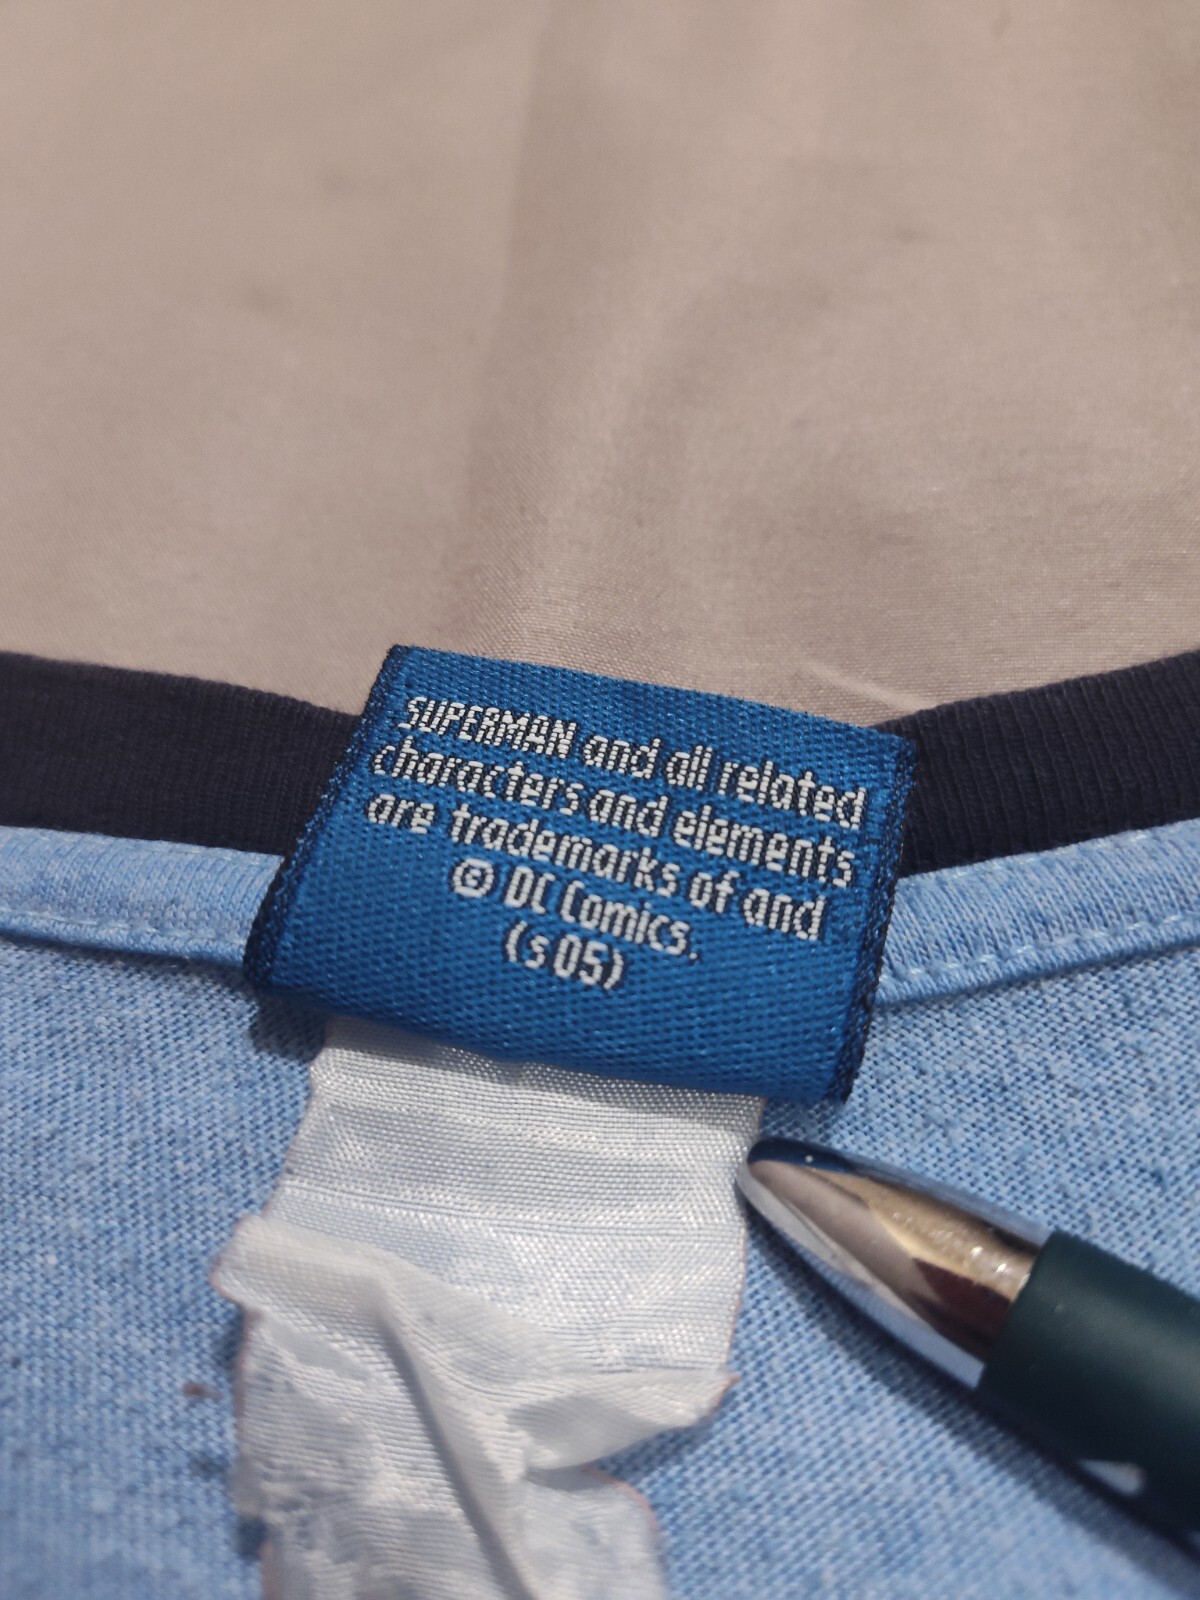 SUPERMAN and all related
characters and elements
are trademarks of and
© DC Comics.
(s05)